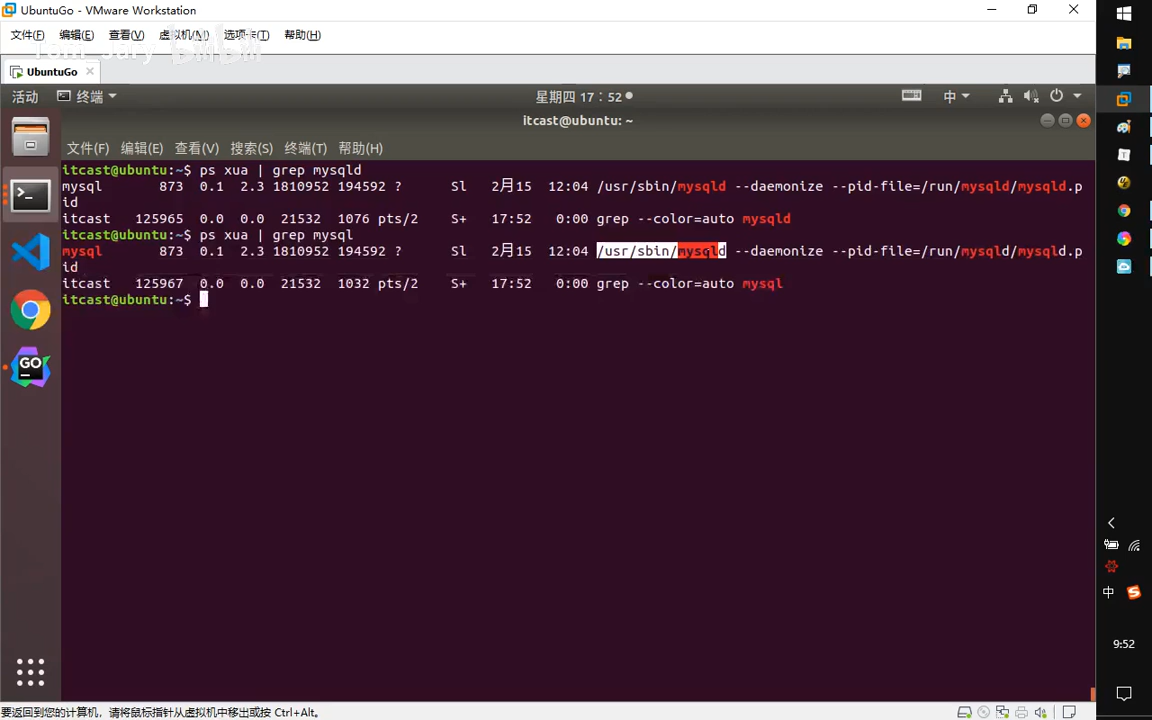 UbuntuGo - VMware Workstation
文件(F) 编辑(E) 查看(V) 虚拟机(M) 选项卡(T) 帮助(H)
UbuntuGo
活动 终端 星期四 17：52 中
itcast@ubuntu: ~
文件(F) 编辑(E) 查看(V) 搜索(S) 终端(T) 帮助(H)
itcast@ubuntu:~$ ps xua | grep mysqld
mysql 873 0.1 2.3 1810952 194592 ? Sl 2月15 12:04 /usr/sbin/mysqld --daemonize --pid-file=/run/mysqld/mysqld.p
id
itcast 125965 0.0 0.0 21532 1076 pts/2 S+ 17:52 0:00 grep --color=auto mysqld
itcast@ubuntu:~$ ps xua | grep mysql
mysql 873 0.1 2.3 1810952 194592 ? Sl 2月15 12:04 /usr/sbin/mysqld --daemonize --pid-file=/run/mysqld/mysqld.p
id
itcast 125967 0.0 0.0 21532 1032 pts/2 S+ 17:52 0:00 grep --color=auto mysql
itcast@ubuntu:~$
GO
中
9:52
要返回到您的计算机，请将鼠标指针从虚拟机中移出或按 Ctrl+Alt。